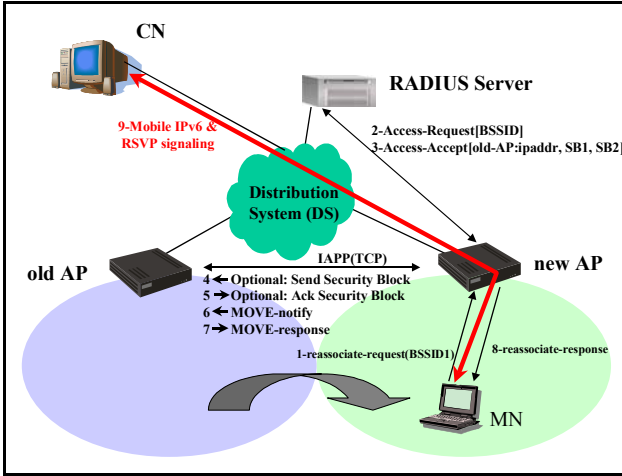 CN
RADIUS Server
9-Mobile IPv6 &
RSVP signaling
2-Access-Request[BSSID]
3-Access-Accept[old-AP:ipaddr, SB1, SB2]
Distribution
System (DS)
old AP
IAPP(TCP)
new AP
4 ← Optional: Send Security Block
5 → Optional: Ack Security Block
6 ← MOVE-notify
7 → MOVE-response
1-reassociate-request(BSSID1)
8-reassociate-response
MN